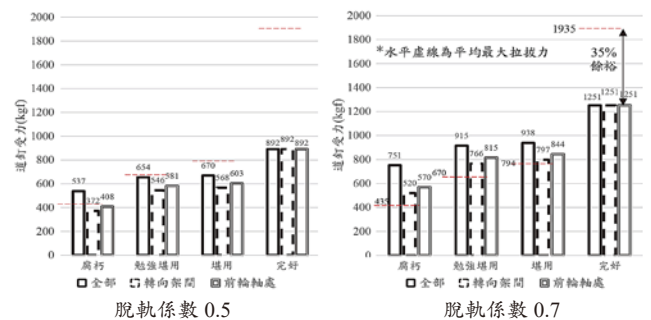 道釘受力(kgf)
2000
1800
1600
1400
1200
1000
800
600
400
200
0
537
372
408
654
546
581
670
568
603
892
892
892
腐朽
勉強堪用
堪用
完好
全部
轉向架間
前輪軸處
脫軌係數 0.5
道釘受力(kgf)
2000
1800
1600
1400
1200
1000
800
600
400
200
0
1935
*水平虛線為平均最大拉拔力
35%
餘裕
435
751
520
570
670
915
766
815
794
938
797
844
1251
1251
1251
腐朽
勉強堪用
堪用
完好
全部
轉向架間
前輪軸處
脫軌係數 0.7